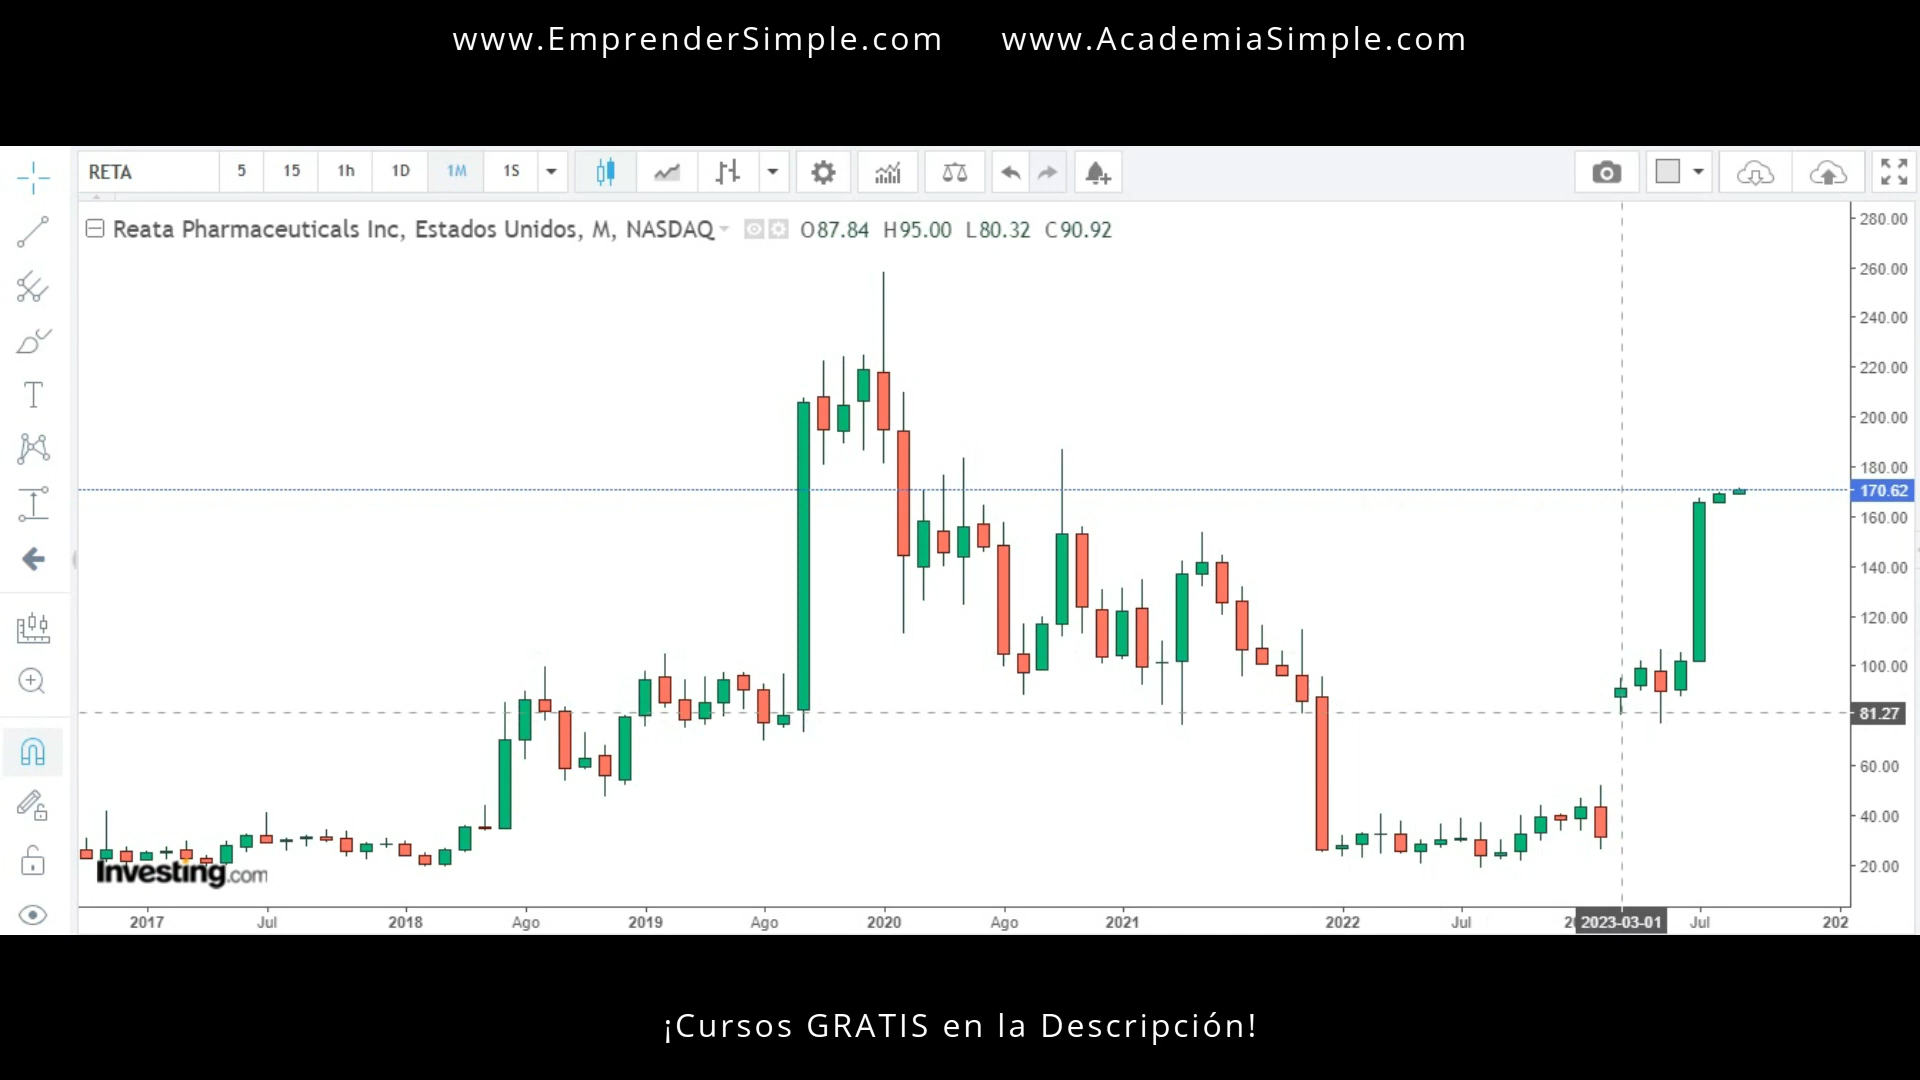 www.EmprenderSimple.com www.AcademiaSimple.com
RETA 5 15 1h 1D 1M 1S
Reata Pharmaceuticals Inc, Estados Unidos, M, NASDAQ O87.84 H95.00 L80.32 C90.92
280.00
260.00
240.00
220.00
200.00
180.00
170.62
160.00
140.00
120.00
100.00
81.27
60.00
40.00
20.00
Investing.com
2017 Jul 2018 Ago 2019 Ago 2020 Ago 2021 2022 Jul 2023-03-01 Jul 202
¡Cursos GRATIS en la Descripción!